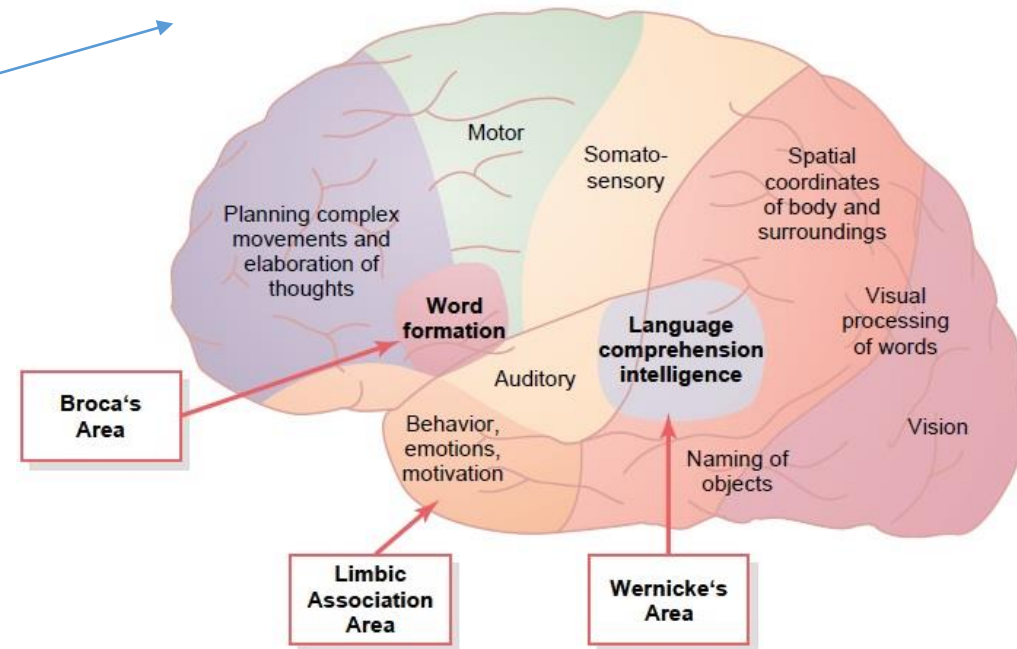 Motor
Somato-
sensory
Spatial
coordinates
of body and
surroundings
Planning complex
movements and
elaboration of
thoughts
Word
formation
Language
comprehension
intelligence
Visual
processing
of words
Auditory
Broca‘s
Area
Behavior,
emotions,
motivation
Vision
Naming of
objects
Limbic
Association
Area
Wernicke‘s
Area